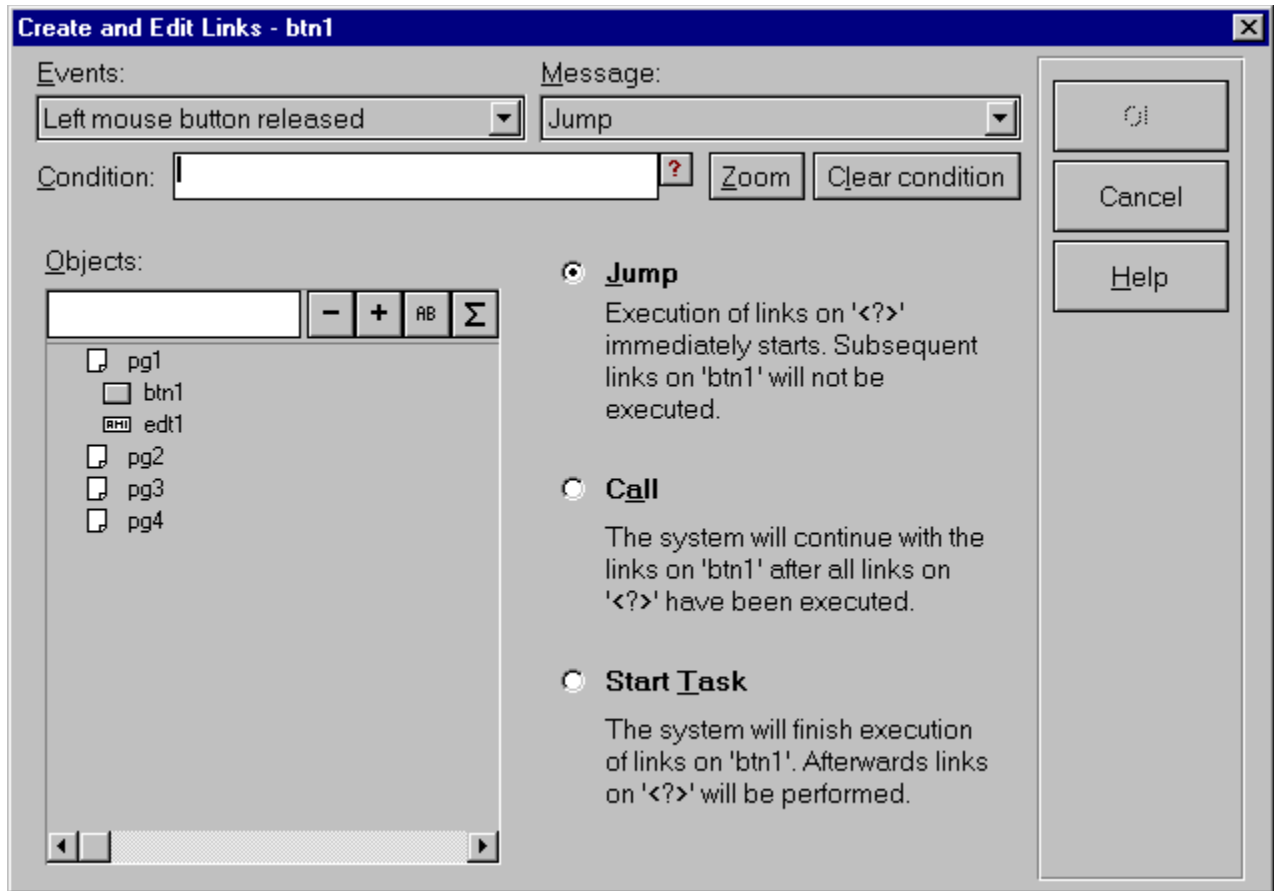 Create and Edit Links - btn1
Events:
Message:
Left mouse button released
Jump
Condition:
?
Zoom
Clear condition
Cancel
Help
Objects:
− + AB Σ
pg1
btn1
edt1
pg2
pg3
pg4
Jump
Execution of links on '<?>'
immediately starts. Subsequent
links on 'btn1' will not be
executed.
Call
The system will continue with the
links on 'btn1' after all links on
'<?>' have been executed.
Start Task
The system will finish execution
of links on 'btn1'. Afterwards links
on '<?>' will be performed.